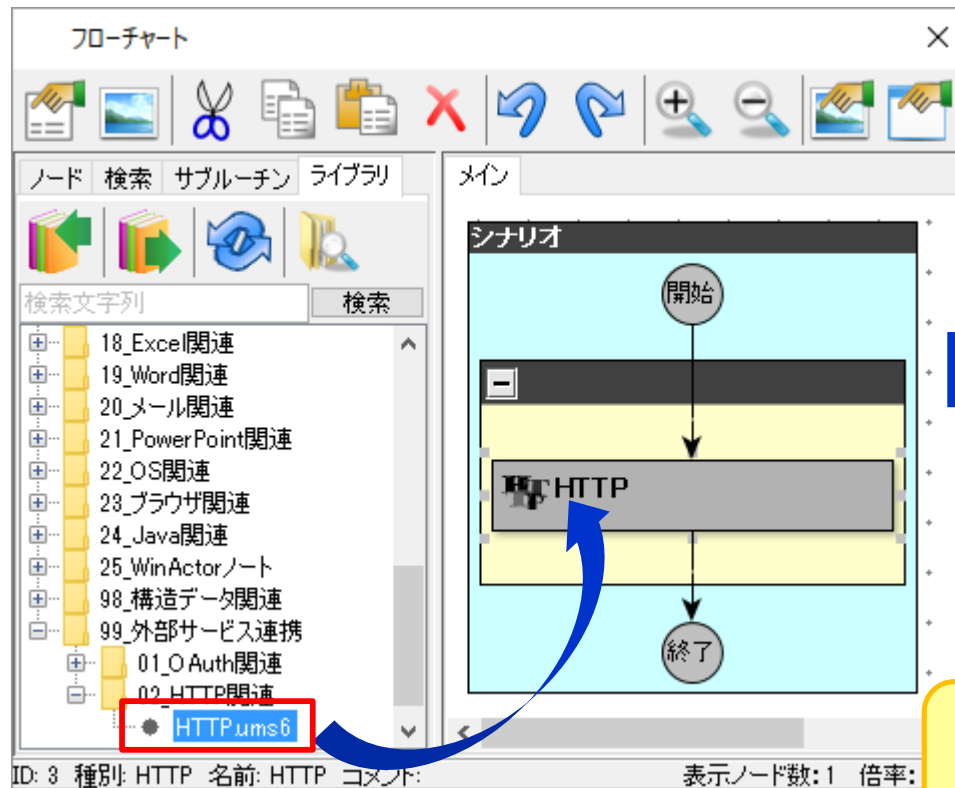 フローチャート
ノード 検索 サブルーチン ライブラリ
メイン
検索文字列 検索
18_Excel関連
19_Word関連
20_メール関連
21_PowerPoint関連
22_OS関連
23_ブラウザ関連
24_Java関連
25_WinActorノート
98_構造データ関連
99_外部サービス連携
01_OAuth関連
02_HTTP関連
HTTP.ums6
シナリオ
開始
HTTP
終了
ID: 3 種別: HTTP 名前: HTTP コメント: 表示ノード数: 1 倍率: